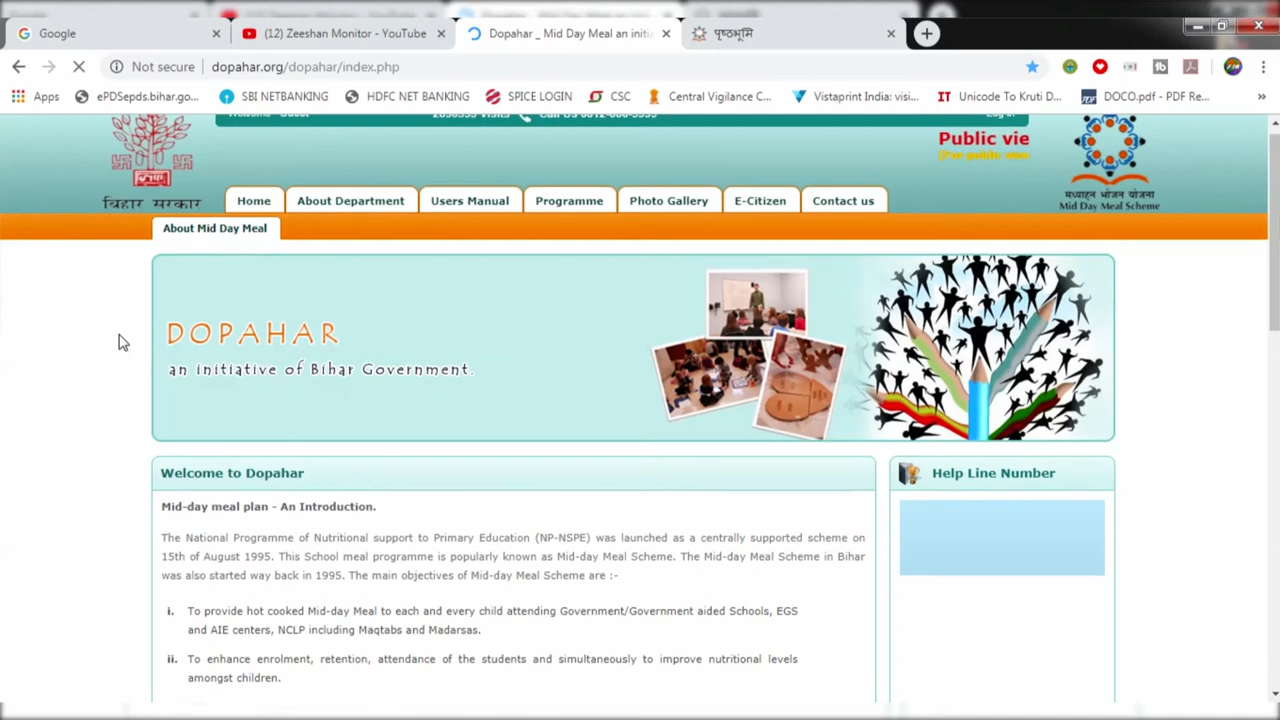 Google
(12) Zeeshan Monitor - YouTube
Dopahar _ Mid Day Meal an initia
पृष्ठभूमि
Not secure
dopahar.org/dopahar/index.php
Apps
ePDSepds.bihar.go...
SBI NETBANKING
HDFC NET BANKING
SPICE LOGIN
CSC
Central Vigilance C...
Vistaprint India: visi...
Unicode To Kruti D...
DOCO.pdf - PDF Re...
Public vie
बिहार सरकार
Home
About Department
Users Manual
Programme
Photo Gallery
E-Citizen
Contact us
मध्याहन भोजन योजना
Mid Day Meal Scheme
About Mid Day Meal
DOPAHAR
an initiative of Bihar Government.
Welcome to Dopahar
Help Line Number
Mid-day meal plan - An Introduction.
The National Programme of Nutritional support to Primary Education (NP-NSPE) was launched as a centrally supported scheme on
15th of August 1995. This School meal programme is popularly known as Mid-day Meal Scheme. The Mid-day Meal Scheme in Bihar
was also started way back in 1995. The main objectives of Mid-day Meal Scheme are :-
i. To provide hot cooked Mid-day Meal to each and every child attending Government/Government aided Schools, EGS
and AIE centers, NCLP including Maqtabs and Madarsas.
ii. To enhance enrolment, retention, attendance of the students and simultaneously to improve nutritional levels
amongst children.